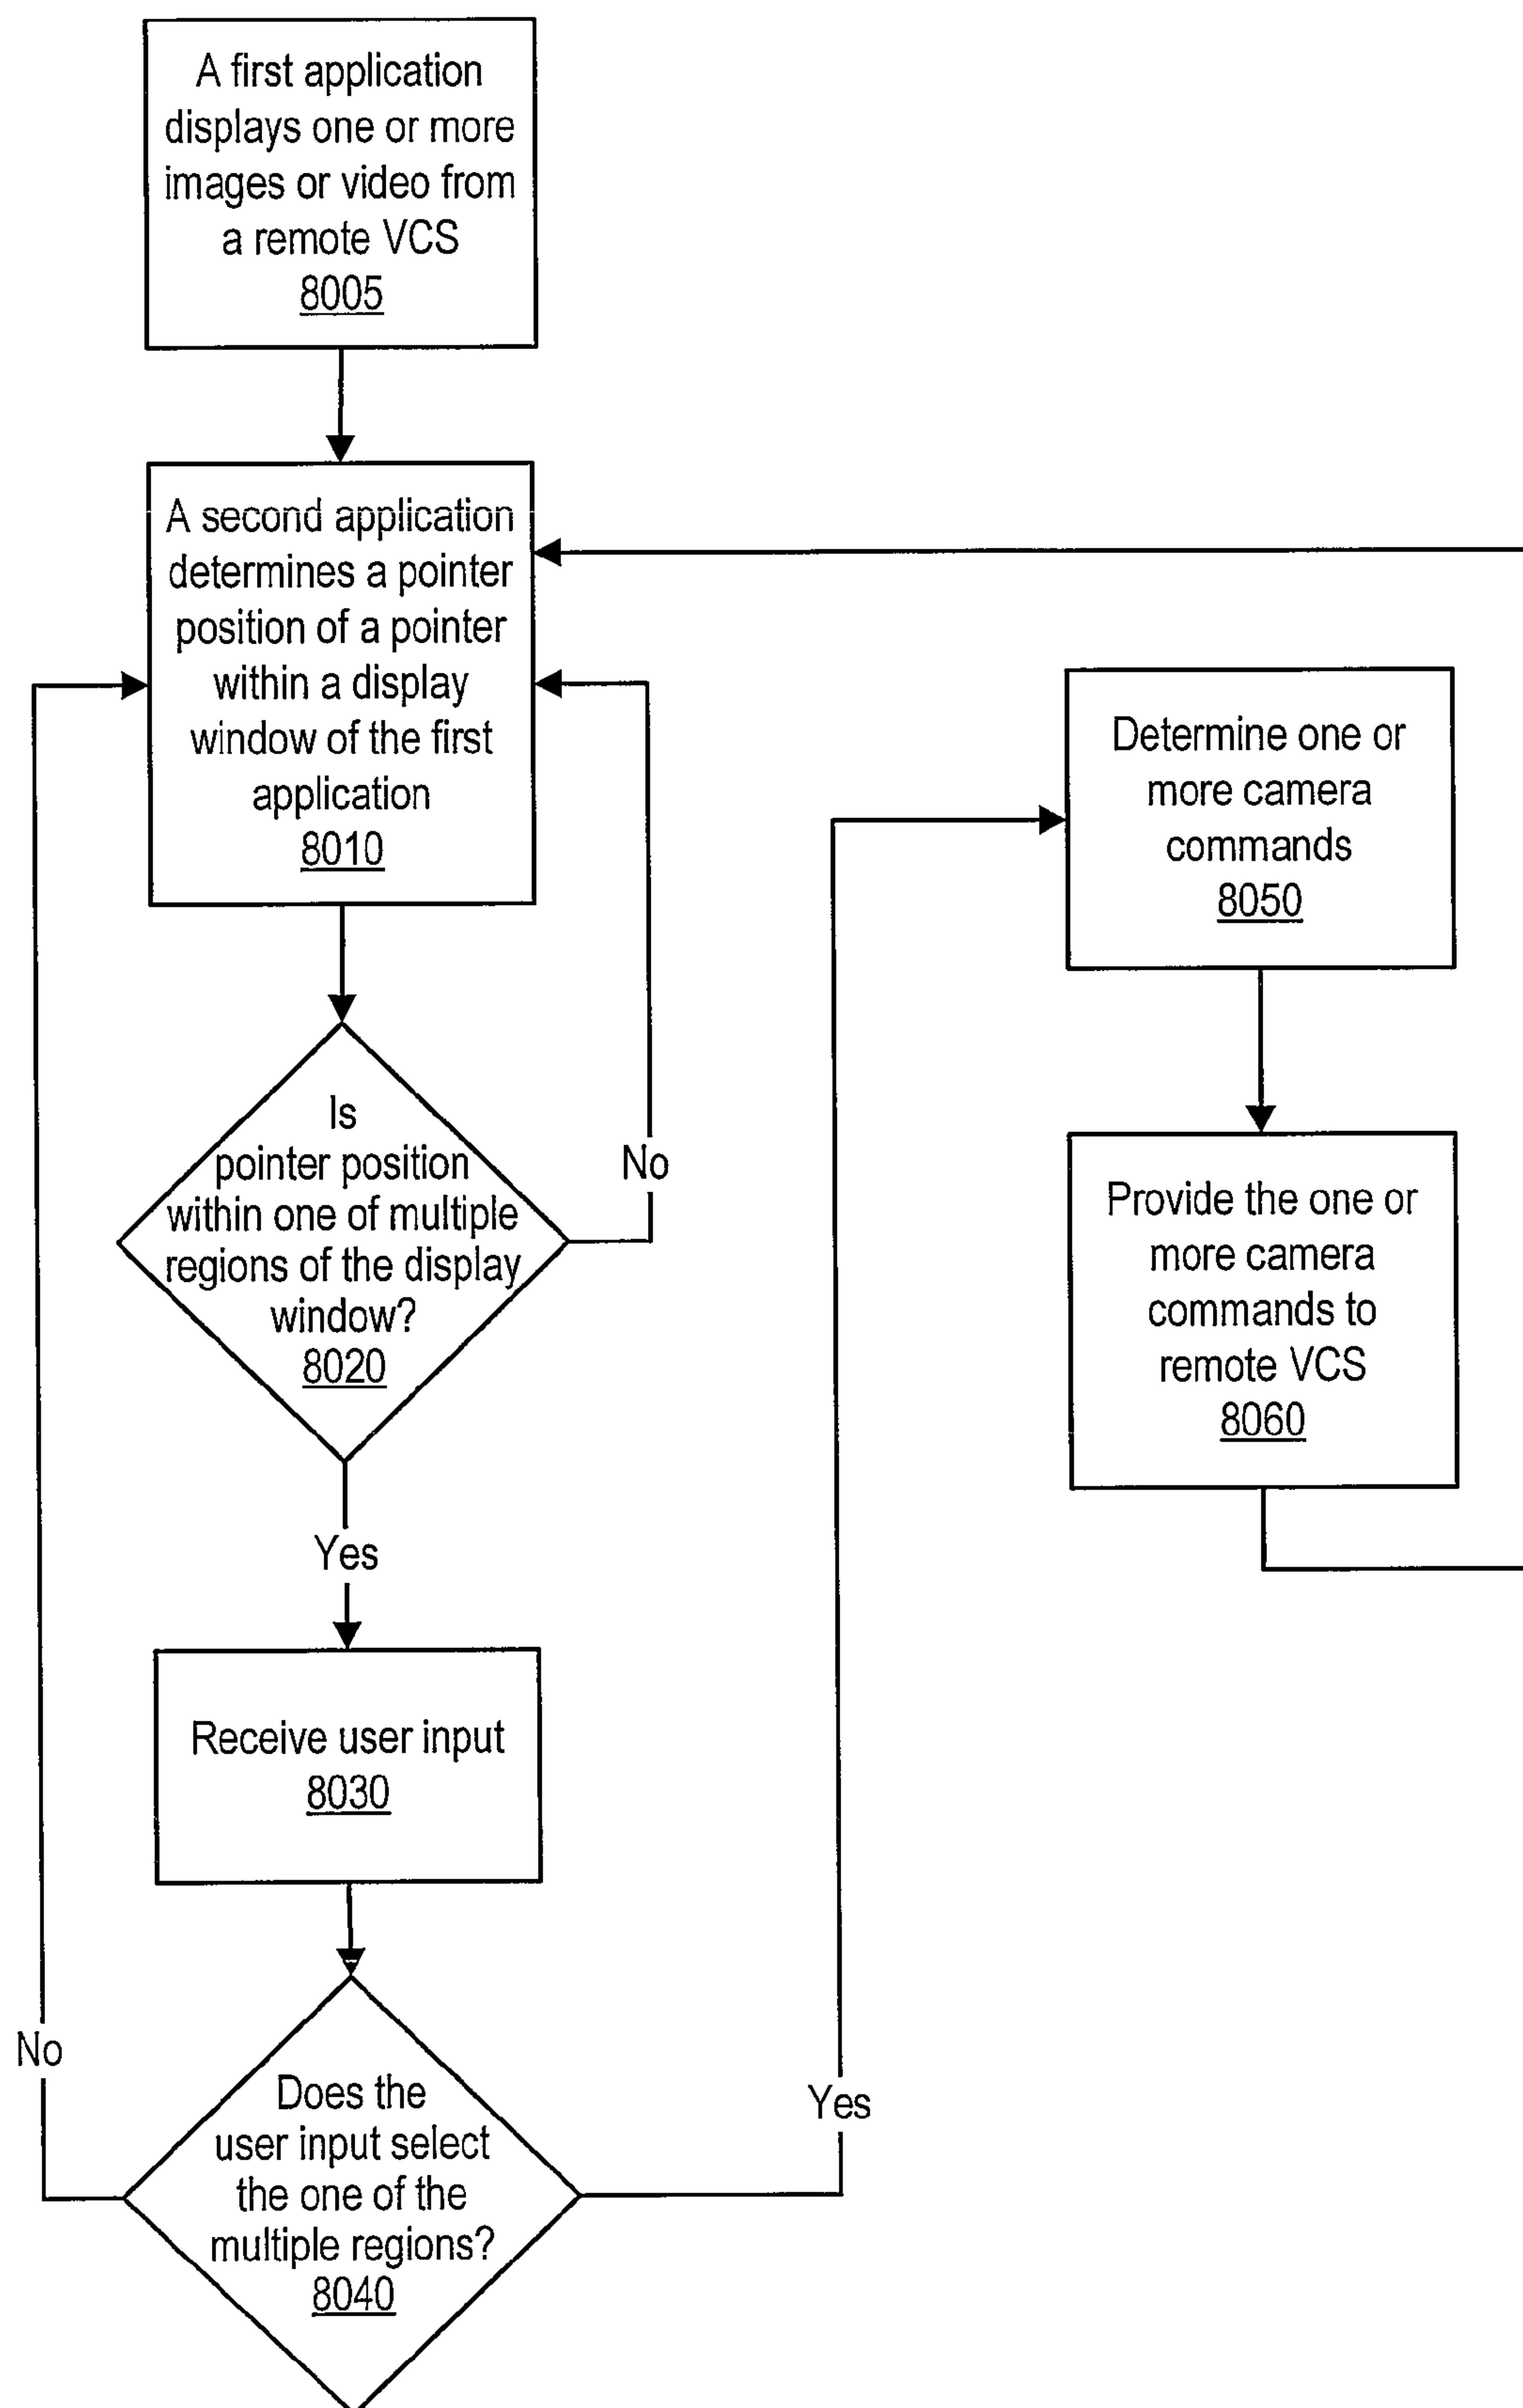 A first application
displays one or more
images or video from
a remote VCS
8005
A second application
determines a pointer
position of a pointer
within a display
window of the first
application
8010
Is
pointer position
within one of multiple
regions of the display
window?
8020
No
Yes
Receive user input
8030
Does the
user input select
the one of the
multiple regions?
8040
No
Yes
Determine one or
more camera
commands
8050
Provide the one or
more camera
commands to
remote VCS
8060